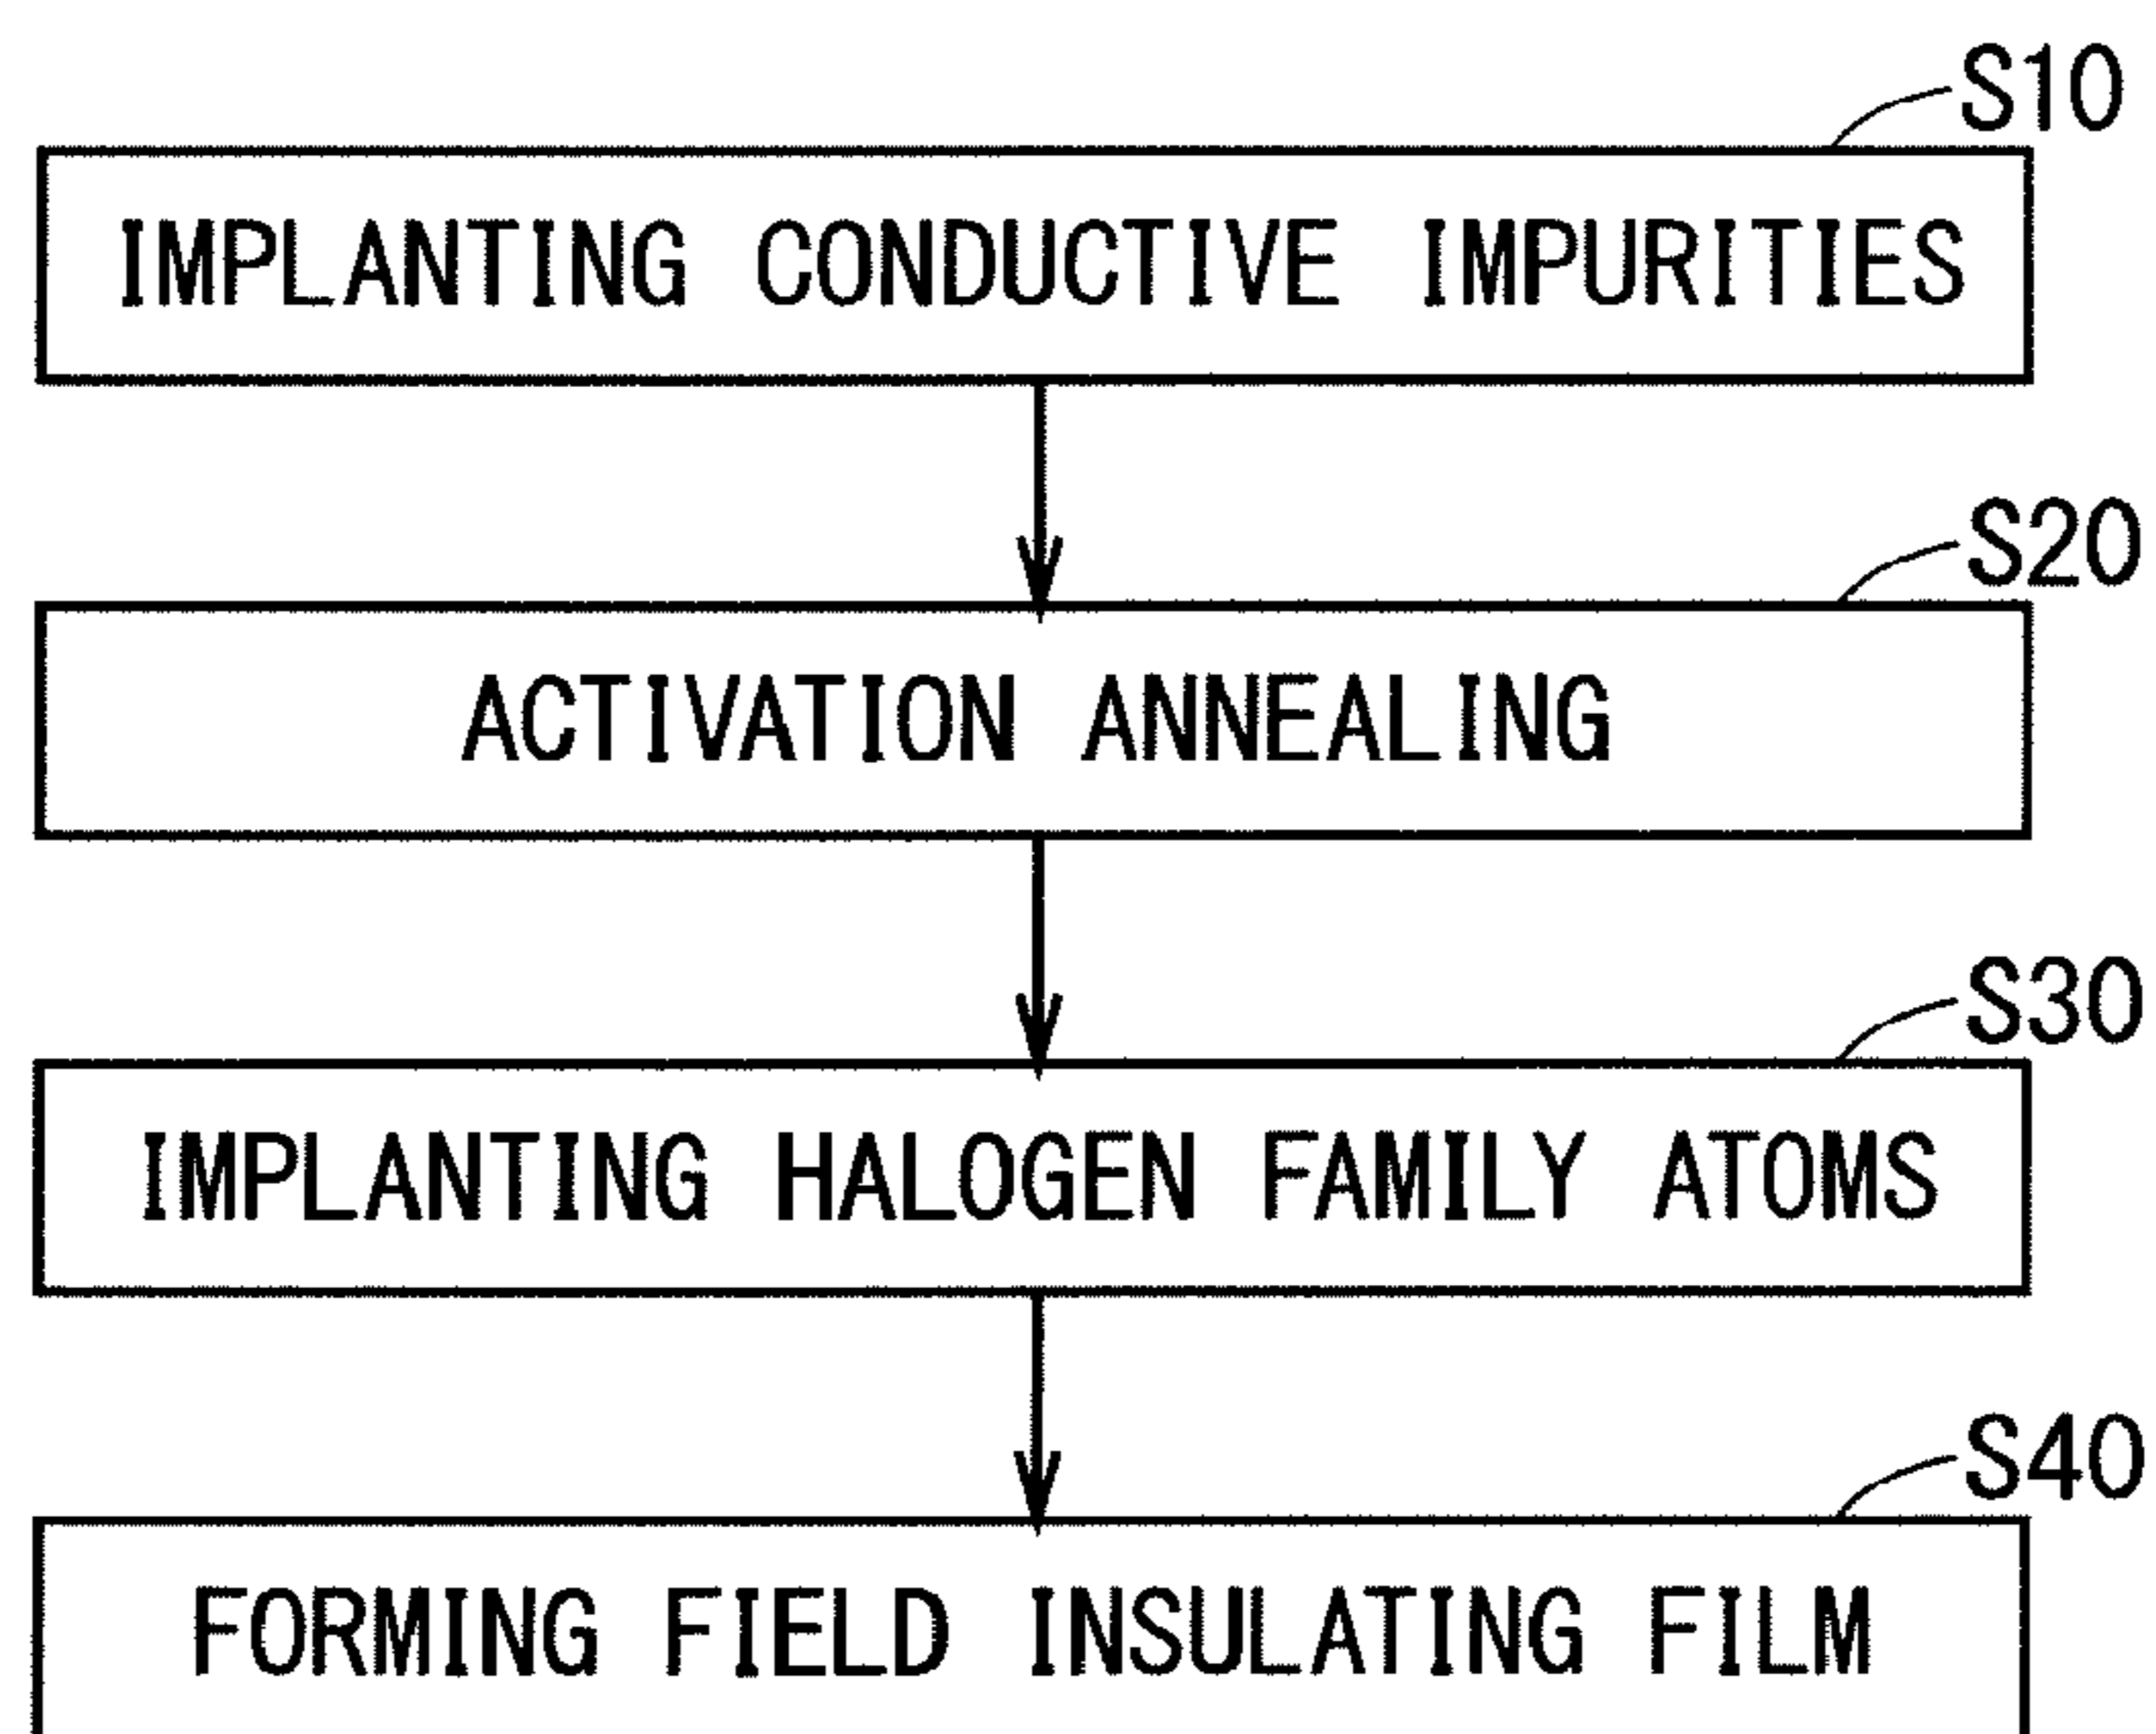 S10
IMPLANTING CONDUCTIVE IMPURITIES
S20
ACTIVATION ANNEALING
S30
IMPLANTING HALOGEN FAMILY ATOMS
S40
FORMING FIELD INSULATING FILM